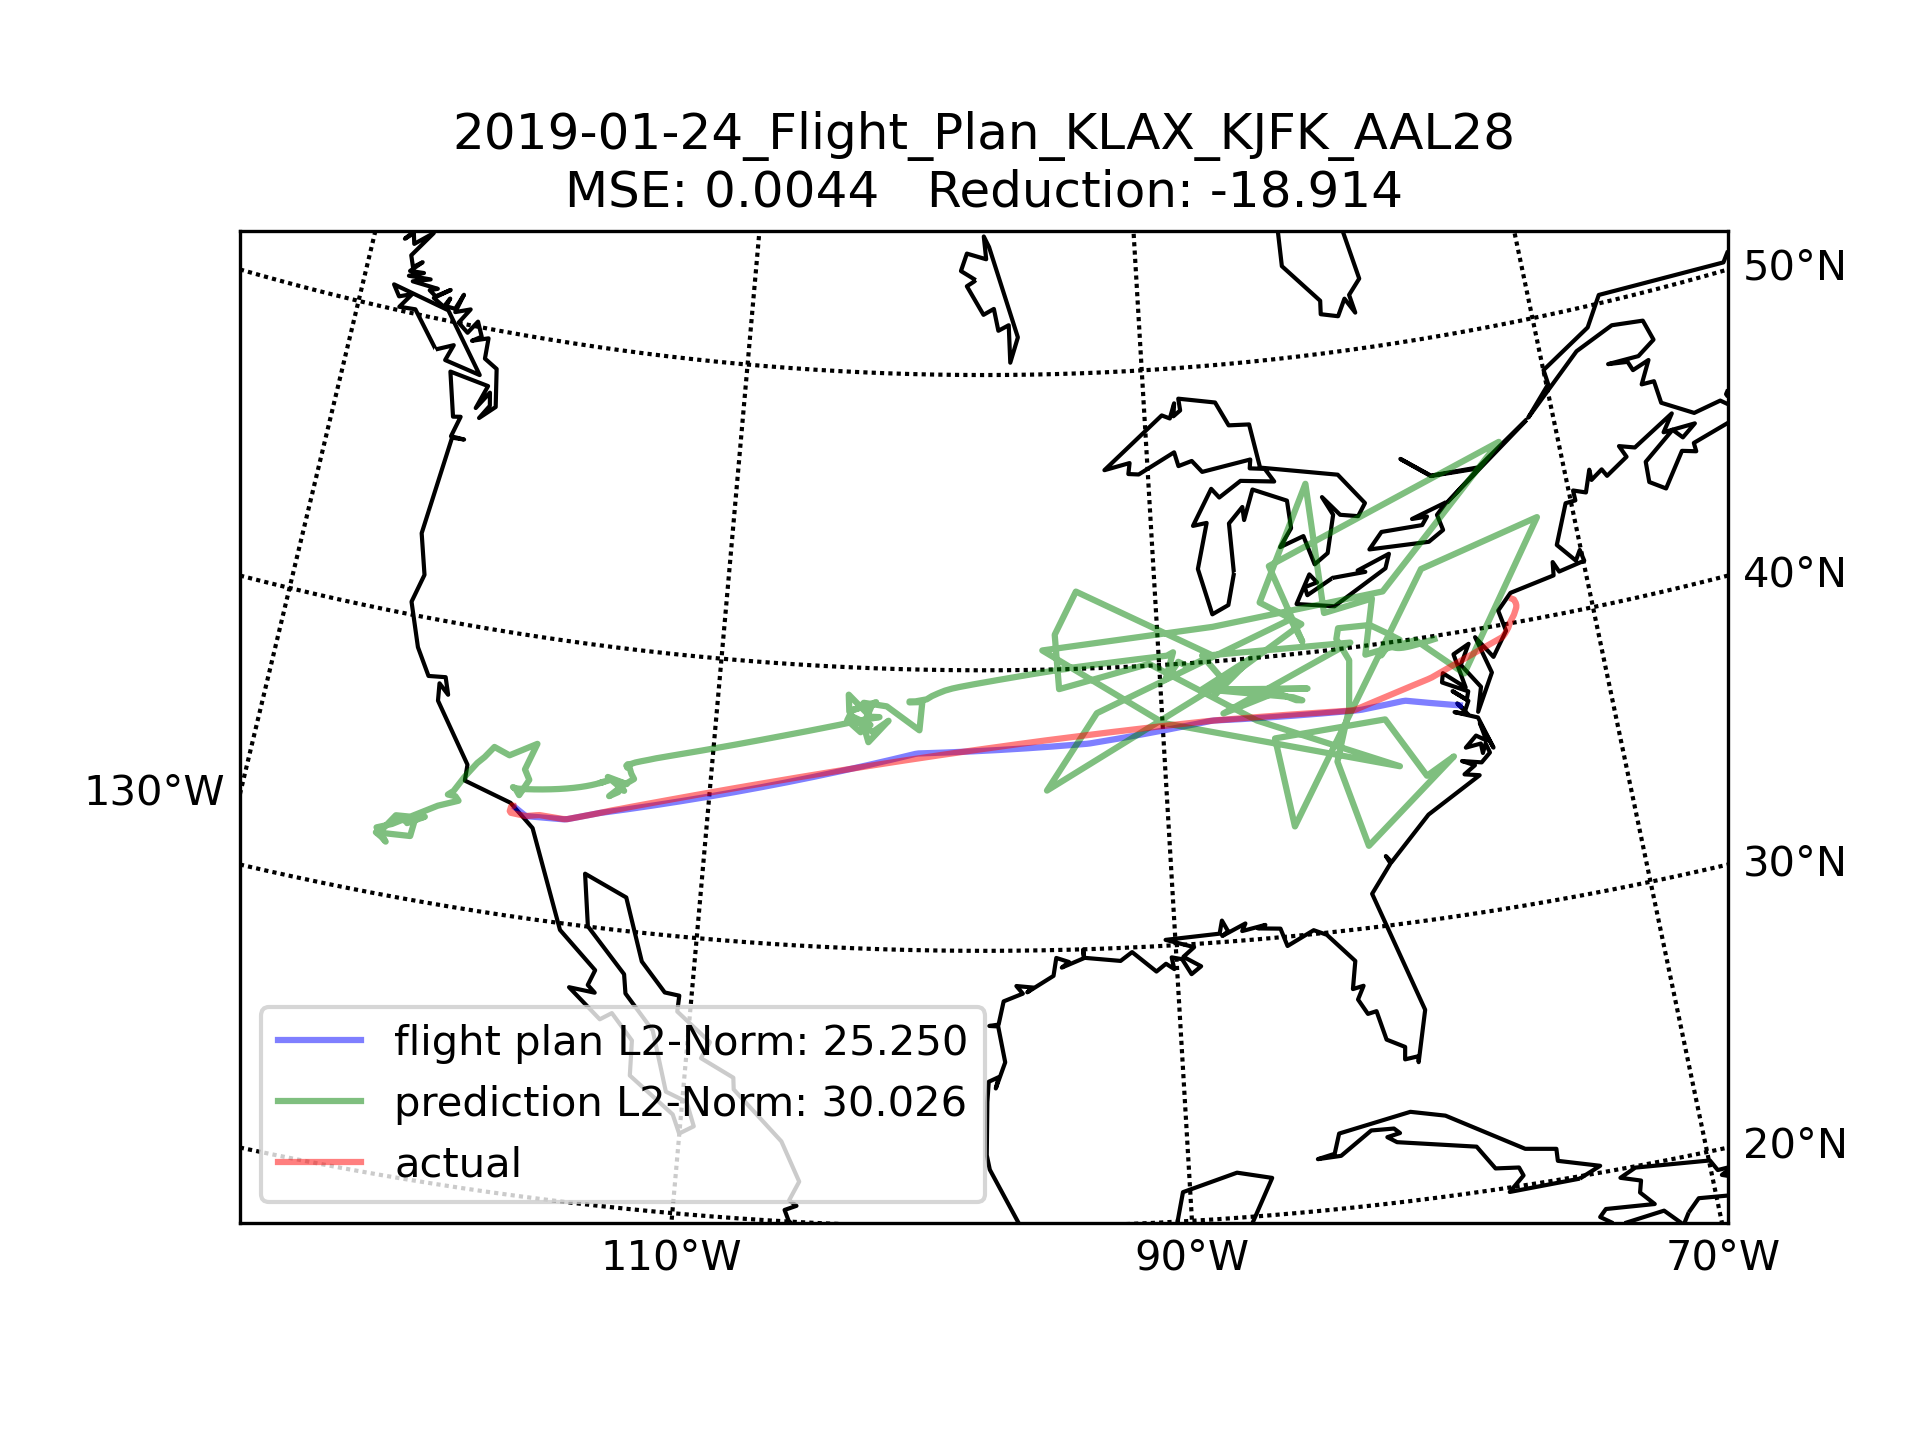 2019-01-24_Flight_Plan_KLAX_KJFK_AAL28
MSE: 0.0044   Reduction: -18.914
50°N
40°N
130°W
30°N
flight plan L2-Norm: 25.250
prediction L2-Norm: 30.026
20°N
actual
110°W
90°W
70°W